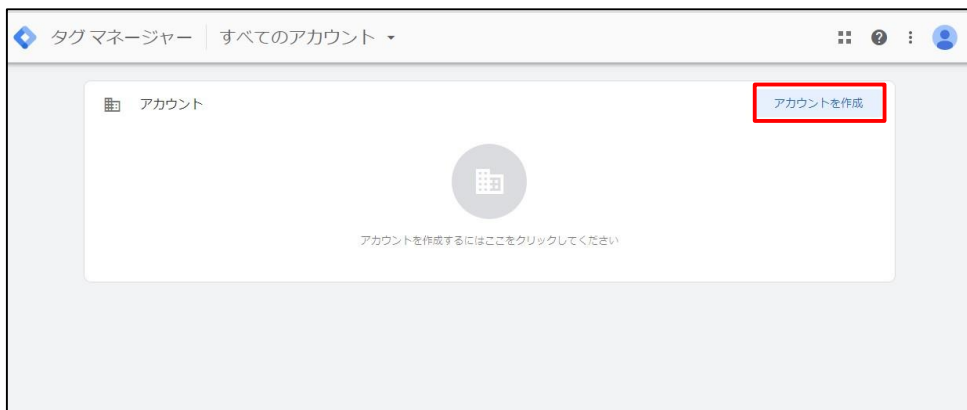 タグ マネージャー すべてのアカウント
アカウント アカウントを作成
アカウントを作成するにはここをクリックしてください